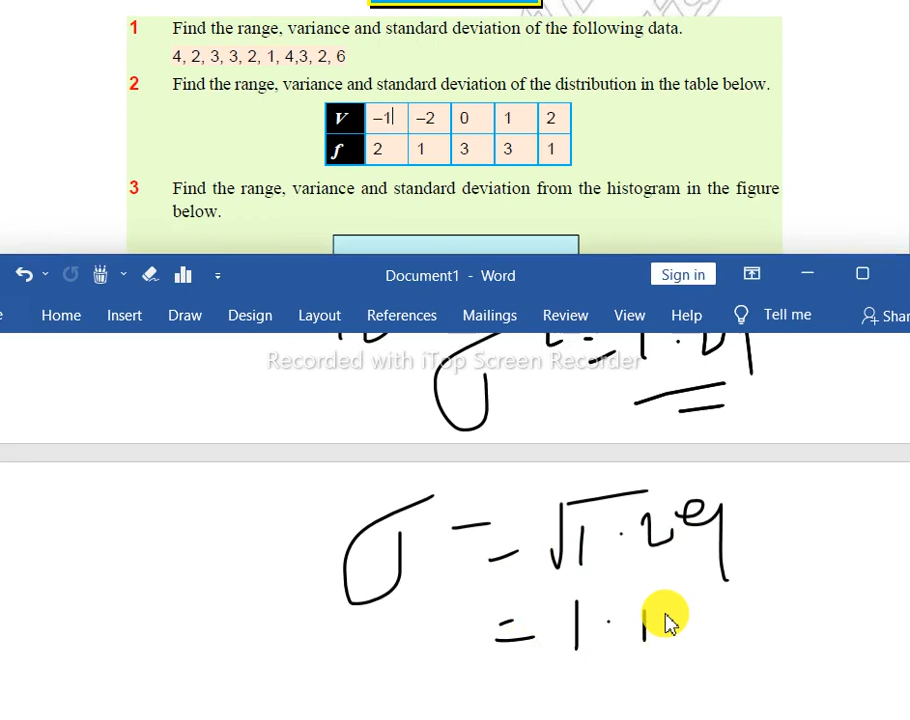 1 Find the range, variance and standard deviation of the following data.
4, 2, 3, 3, 2, 1, 4,3, 2, 6
2 Find the range, variance and standard deviation of the distribution in the table below.
V –1 –2 0 1 2
f 2 1 3 3 1
3 Find the range, variance and standard deviation from the histogram in the figure
below.
Document1 - Word Sign in
Home Insert Draw Design Layout References Mailings Review View Help Tell me Shar
Recorded with iTop Screen Recorder
σ = √1.29
= 1.1